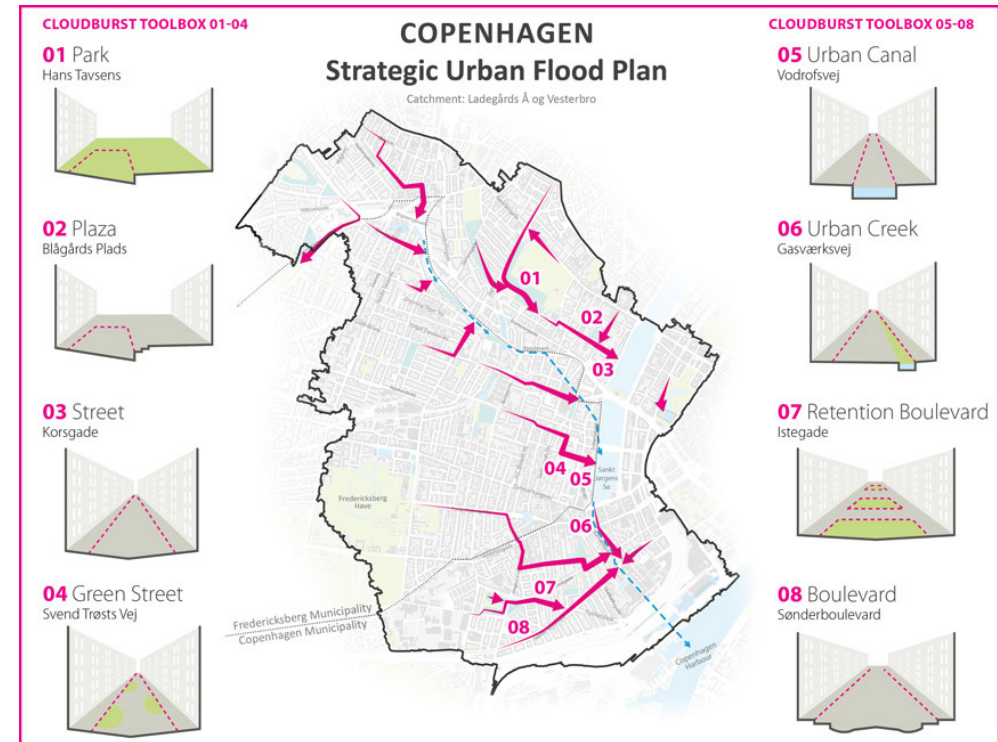 CLOUDBURST TOOLBOX 01-04
01 Park
Hans Tavsens
02 Plaza
Blågårds Plads
03 Street
Korsgade
04 Green Street
Svend Trøsts Vej
COPENHAGEN
Strategic Urban Flood Plan
Catchment: Ladegårds Å og Vesterbro
01
02
03
04
05
Sankt
Jørgens
Sø
Fredericksberg
Have
06
07
08
Fredericksberg Municipality
Copenhagen Municipality
Copenhagen
Harbour
CLOUDBURST TOOLBOX 05-08
05 Urban Canal
Vodrofsvej
06 Urban Creek
Gasværksvej
07 Retention Boulevard
Istegade
08 Boulevard
Sønderboulevard